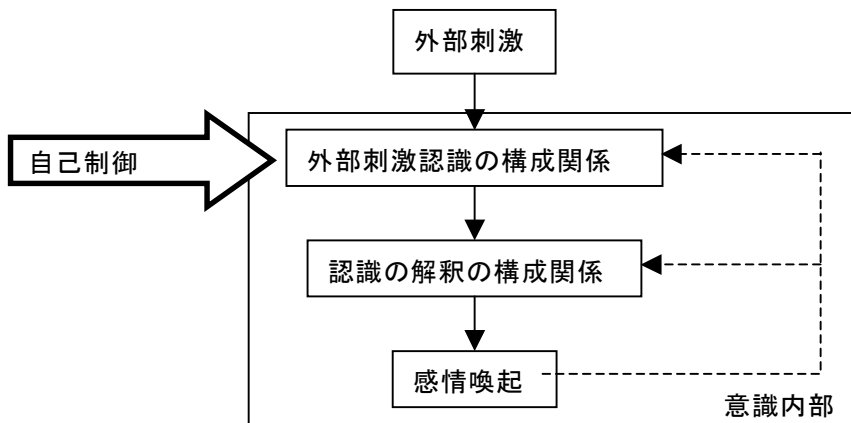 外部刺激
自己制御
外部刺激認識の構成関係
認識の解釈の構成関係
感情喚起
意識内部